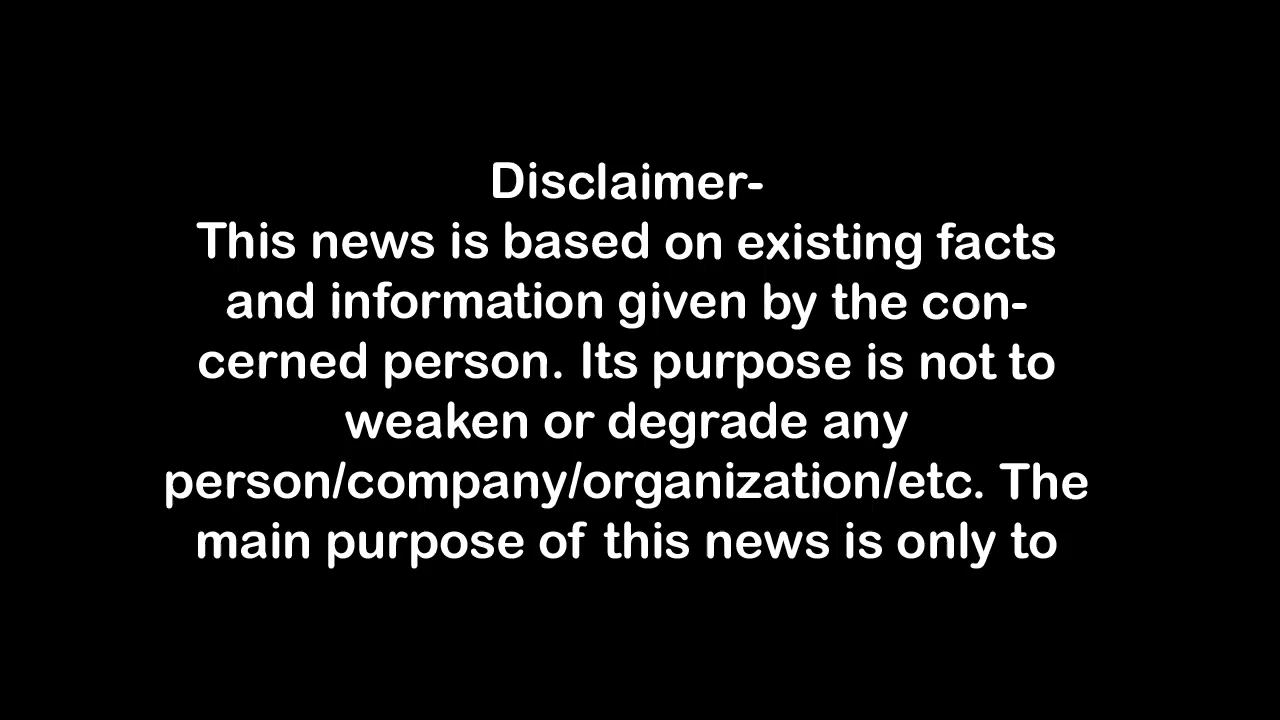 Disclaimer-
This news is based on existing facts
and information given by the con-
cerned person. Its purpose is not to
weaken or degrade any
person/company/organization/etc. The
main purpose of this news is only to